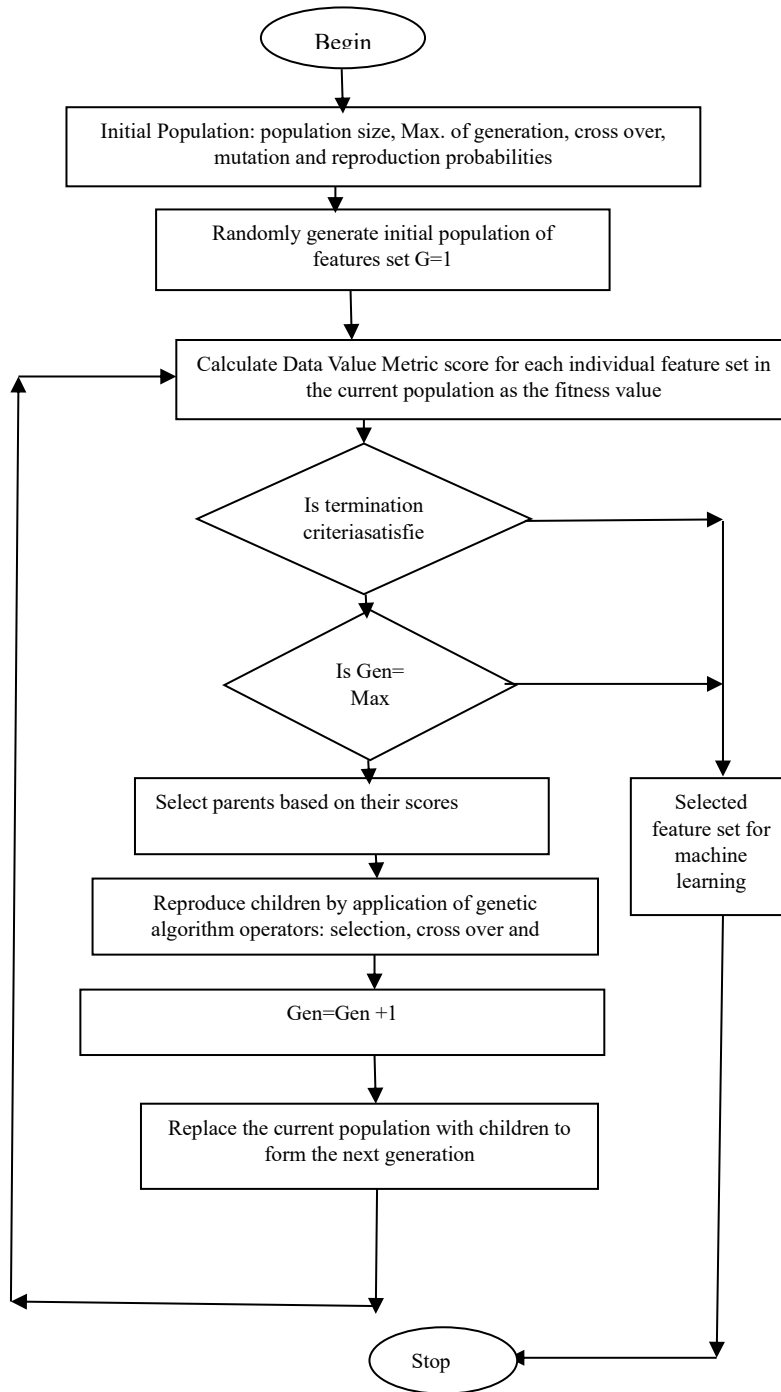 Begin
Initial Population: population size, Max. of generation, cross over,
mutation and reproduction probabilities
Randomly generate initial population of
features set G=1
Calculate Data Value Metric score for each individual feature set in
the current population as the fitness value
Is termination
criteriasatisfie
Is Gen=
Max
Select parents based on their scores
Selected
feature set for
machine
learning
Reproduce children by application of genetic
algorithm operators: selection, cross over and
Gen=Gen +1
Replace the current population with children to
form the next generation
Stop